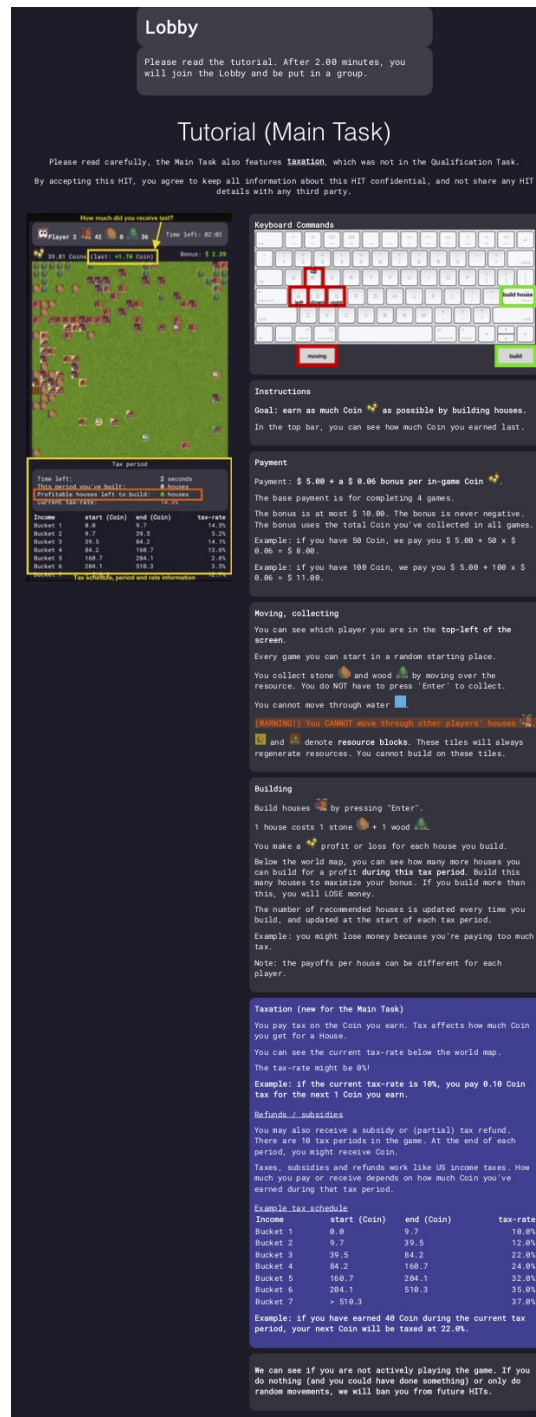 Lobby
Please read the tutorial. After 2.00 minutes, you
will join the Lobby and be put in a group.
Tutorial (Main Task)
Please read carefully, the Main Task also features taxation, which was not in the Qualification Task.
By accepting this HIT, you agree to keep all information about this HIT confidential, and not share any HIT
details with any third party.
How much did you receive last?
Player 2 42 0 36 Time left: 02:02
39.81 Coins (last: +1.74 Coin) Bonus: $ 2.39
Tax period
Time left: 2 seconds
This period you've built: 0 houses
Profitable houses left to build: 0 houses
Current tax-rate: 14.5%
Income start (Coin) end (Coin) tax-rate
Bucket 1 0.0 9.7 14.5%
Bucket 2 9.7 39.5 5.2%
Bucket 3 39.5 84.2 14.1%
Bucket 4 84.2 160.7 13.6%
Bucket 5 160.7 204.1 2.6%
Bucket 6 204.1 510.3 3.5%
Tax schedule, period and rate information
Keyboard Commands
up
left down right
build house
moving
build
Instructions
Goal: earn as much Coin as possible by building houses.
In the top bar, you can see how much Coin you earned last.
Payment
Payment: $ 5.00 + a $ 0.06 bonus per in-game Coin .
The base payment is for completing 4 games.
The bonus is at most $ 10.00. The bonus is never negative.
The bonus uses the total Coin you've collected in all games.
Example: if you have 50 Coin, we pay you $ 5.00 + 50 x $
0.06 = $ 8.00.
Example: if you have 100 Coin, we pay you $ 5.00 + 100 x $
0.06 = $ 11.00.
Moving, collecting
You can see which player you are in the top-left of the
screen.
Every game you can start in a random starting place.
You collect stone and wood by moving over the
resource. You do NOT have to press 'Enter' to collect.
You cannot move through water .
(WARNING!) You CANNOT move through other players' houses .
and denote resource blocks. These tiles will always
regenerate resources. You cannot build on these tiles.
Building
Build houses by pressing "Enter".
1 house costs 1 stone + 1 wood .
You make a profit or loss for each house you build.
Below the world map, you can see how many more houses you
can build for a profit during this tax period. Build this
many houses to maximize your bonus. If you build more than
this, you will LOSE money.
The number of recommended houses is updated every time you
build, and updated at the start of each tax period.
Example: you might lose money because you're paying too much
tax.
Note: the payoffs per house can be different for each
player.
Taxation (new for the Main Task)
You pay tax on the Coin you earn. Tax affects how much Coin
you get for a House.
You can see the current tax-rate below the world map.
The tax-rate might be 0%!
Example: if the current tax-rate is 10%, you pay 0.10 Coin
tax for the next 1 Coin you earn.
Refunds / subsidies
You may also receive a subsidy or (partial) tax refund.
There are 10 tax periods in the game. At the end of each
period, you might receive Coin.
Taxes, subsidies and refunds work like US income taxes. How
much you pay or receive depends on how much Coin you've
earned during that tax period.
Example tax schedule
Income start (Coin) end (Coin) tax-rate
Bucket 1 0.0 9.7 10.0%
Bucket 2 9.7 39.5 12.0%
Bucket 3 39.5 84.2 22.0%
Bucket 4 84.2 160.7 24.0%
Bucket 5 160.7 204.1 32.0%
Bucket 6 204.1 510.3 35.0%
Bucket 7 > 510.3 37.0%
Example: if you have earned 40 Coin during the current tax
period, your next Coin will be taxed at 22.0%.
We can see if you are not actively playing the game. If you
do nothing (and you could have done something) or only do
random movements, we will ban you from future HITs.